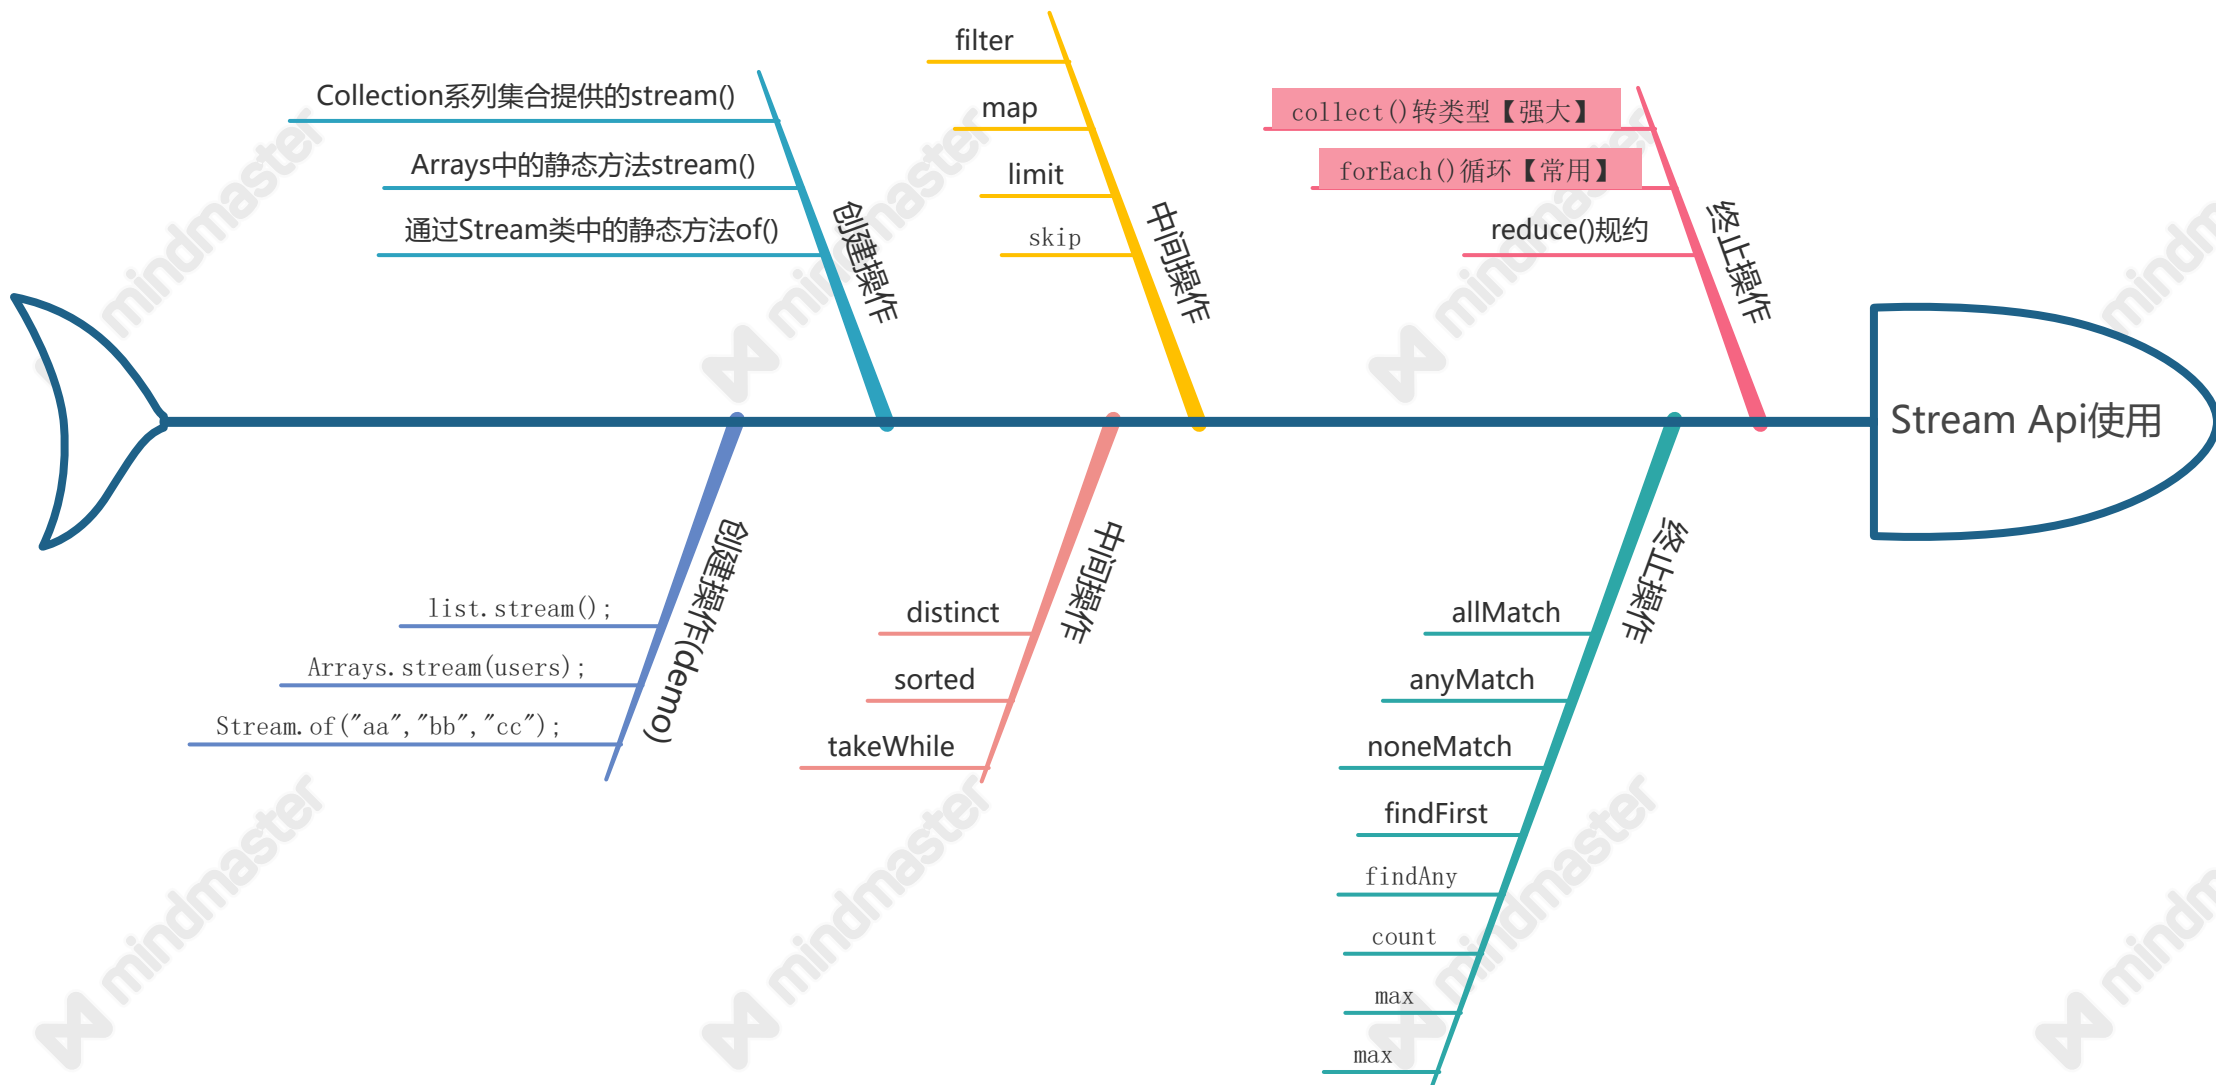 Collection系列集合提供的stream()
Arrays中的静态方法stream()
通过Stream类中的静态方法of()
创建操作
filter
map
limit
skip
中间操作
collect()转类型【强大】
forEach()循环【常用】
reduce()规约
终止操作
Stream Api使用
list.stream();
Arrays.stream(users);
Stream.of("aa","bb","cc");
创建操作(demo)
distinct
sorted
takeWhile
中间操作
allMatch
anyMatch
noneMatch
findFirst
findAny
count
max
max
终止操作
mindmaster
mindmaster
mindmaster
mindmaster
mindmaster
mindmaster